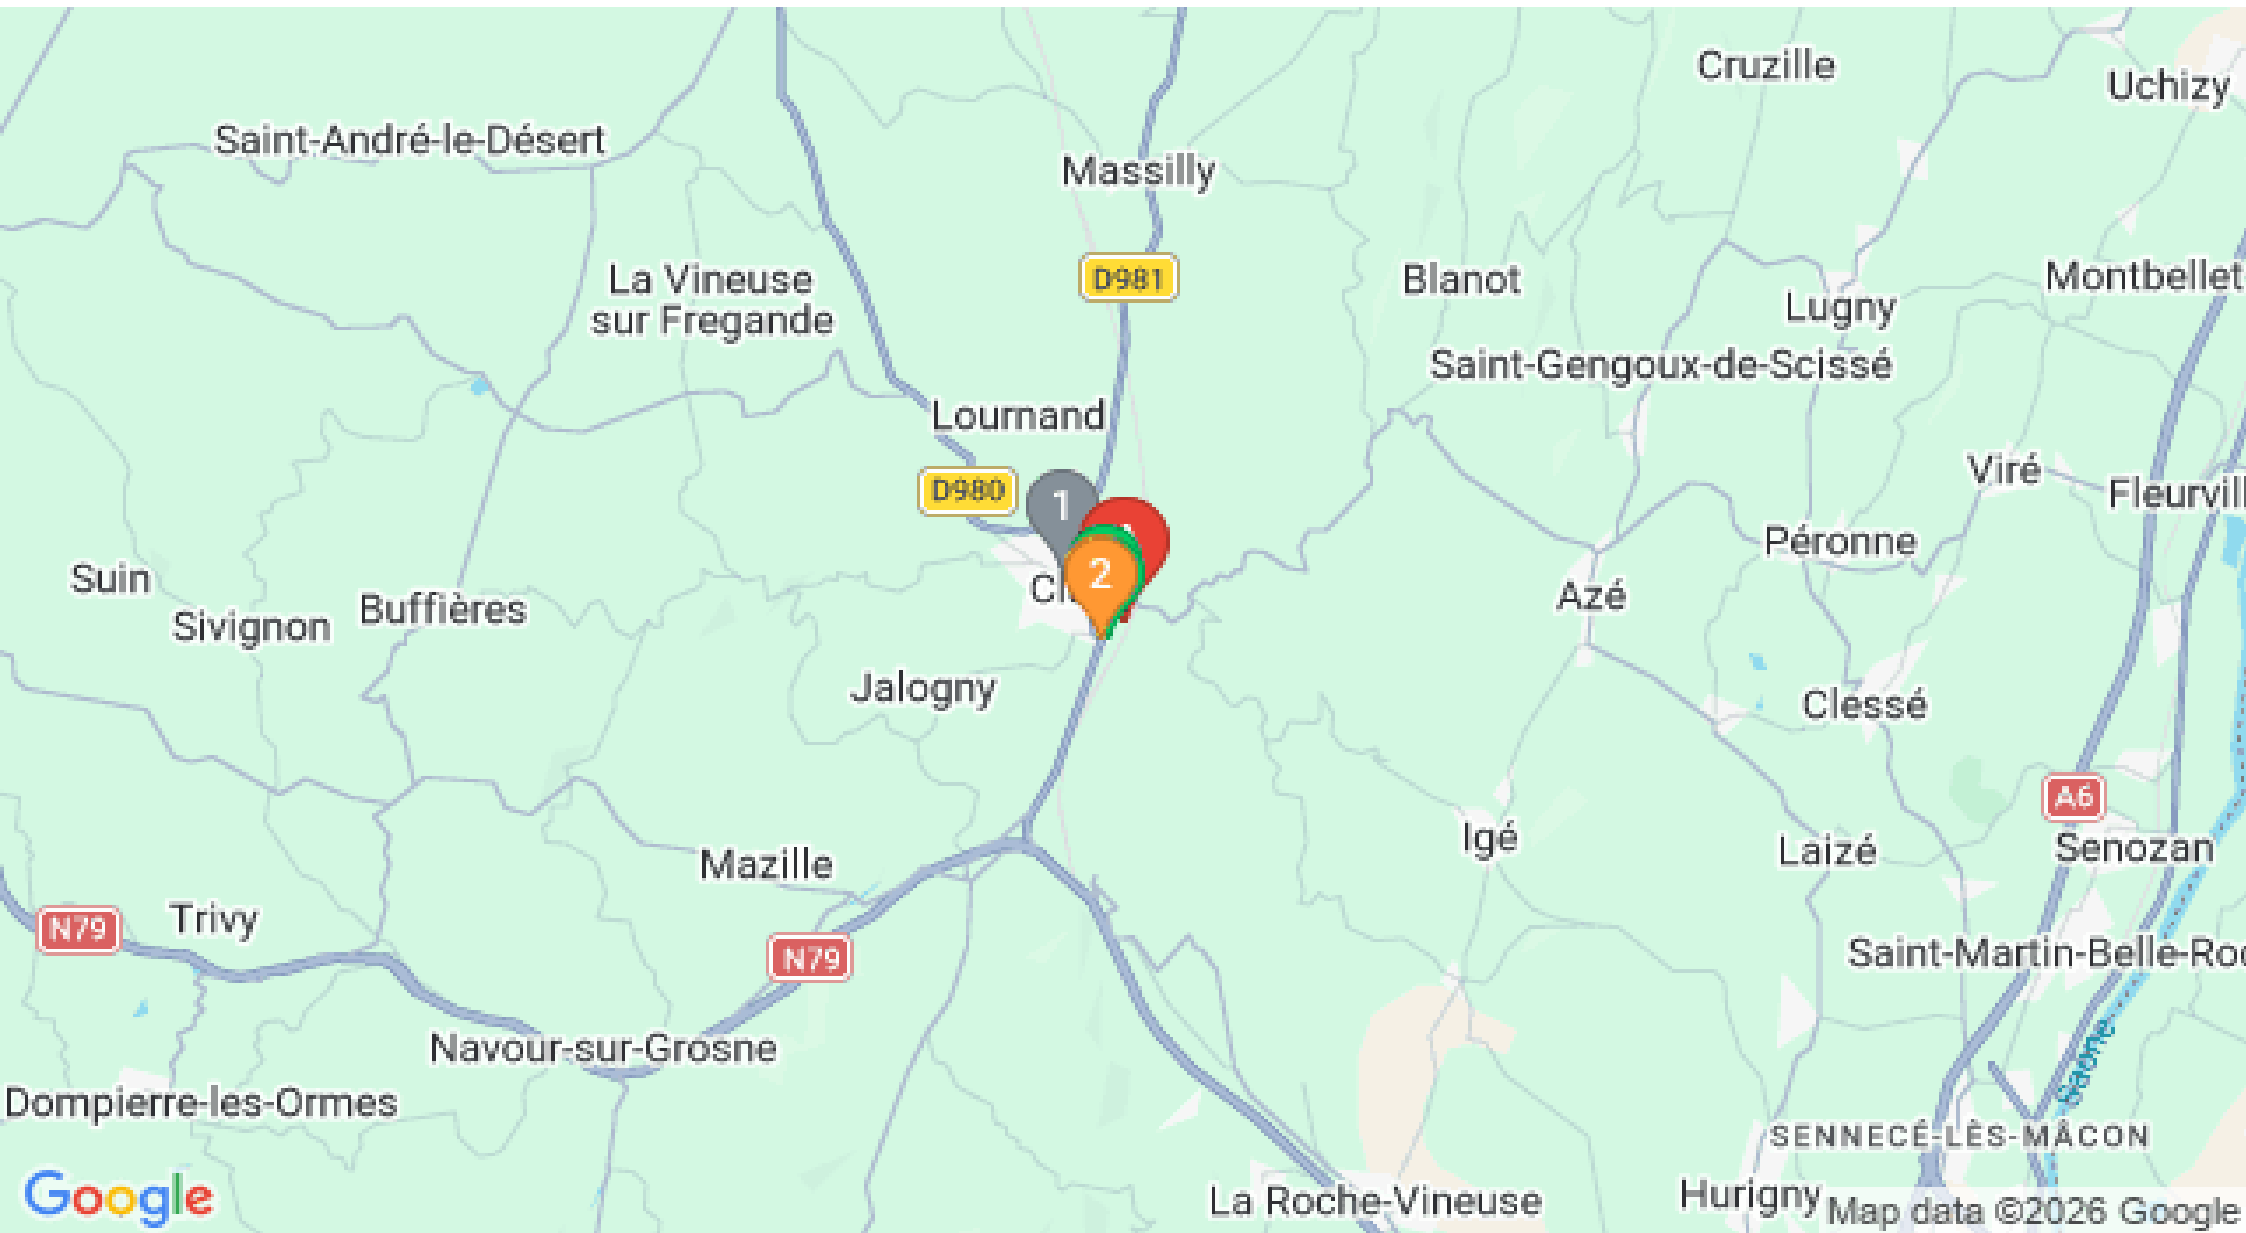 Cruzille
Uchizy
Saint-André-le-Désert
Massilly
La Vineuse
sur Fregande
D981
Blanot
Montbellet
Lugny
Saint-Gengoux-de-Scissé
Lournand
Viré
D980
Fleurvill
1
2
Péronne
Suin
Azé
Buffières
Sivignon
Jalogny
Clessé
A6
Igé
Laizé
Senozan
Mazille
Trivy
N79
N79
Saint-Martin-Belle-Roc
Navour-sur-Grosne
Saone
Dompierre-les-Ormes
SENNECÉ-LÈS-MÂCON
Google
La Roche-Vineuse
Hurigny
Map data ©2026 Google